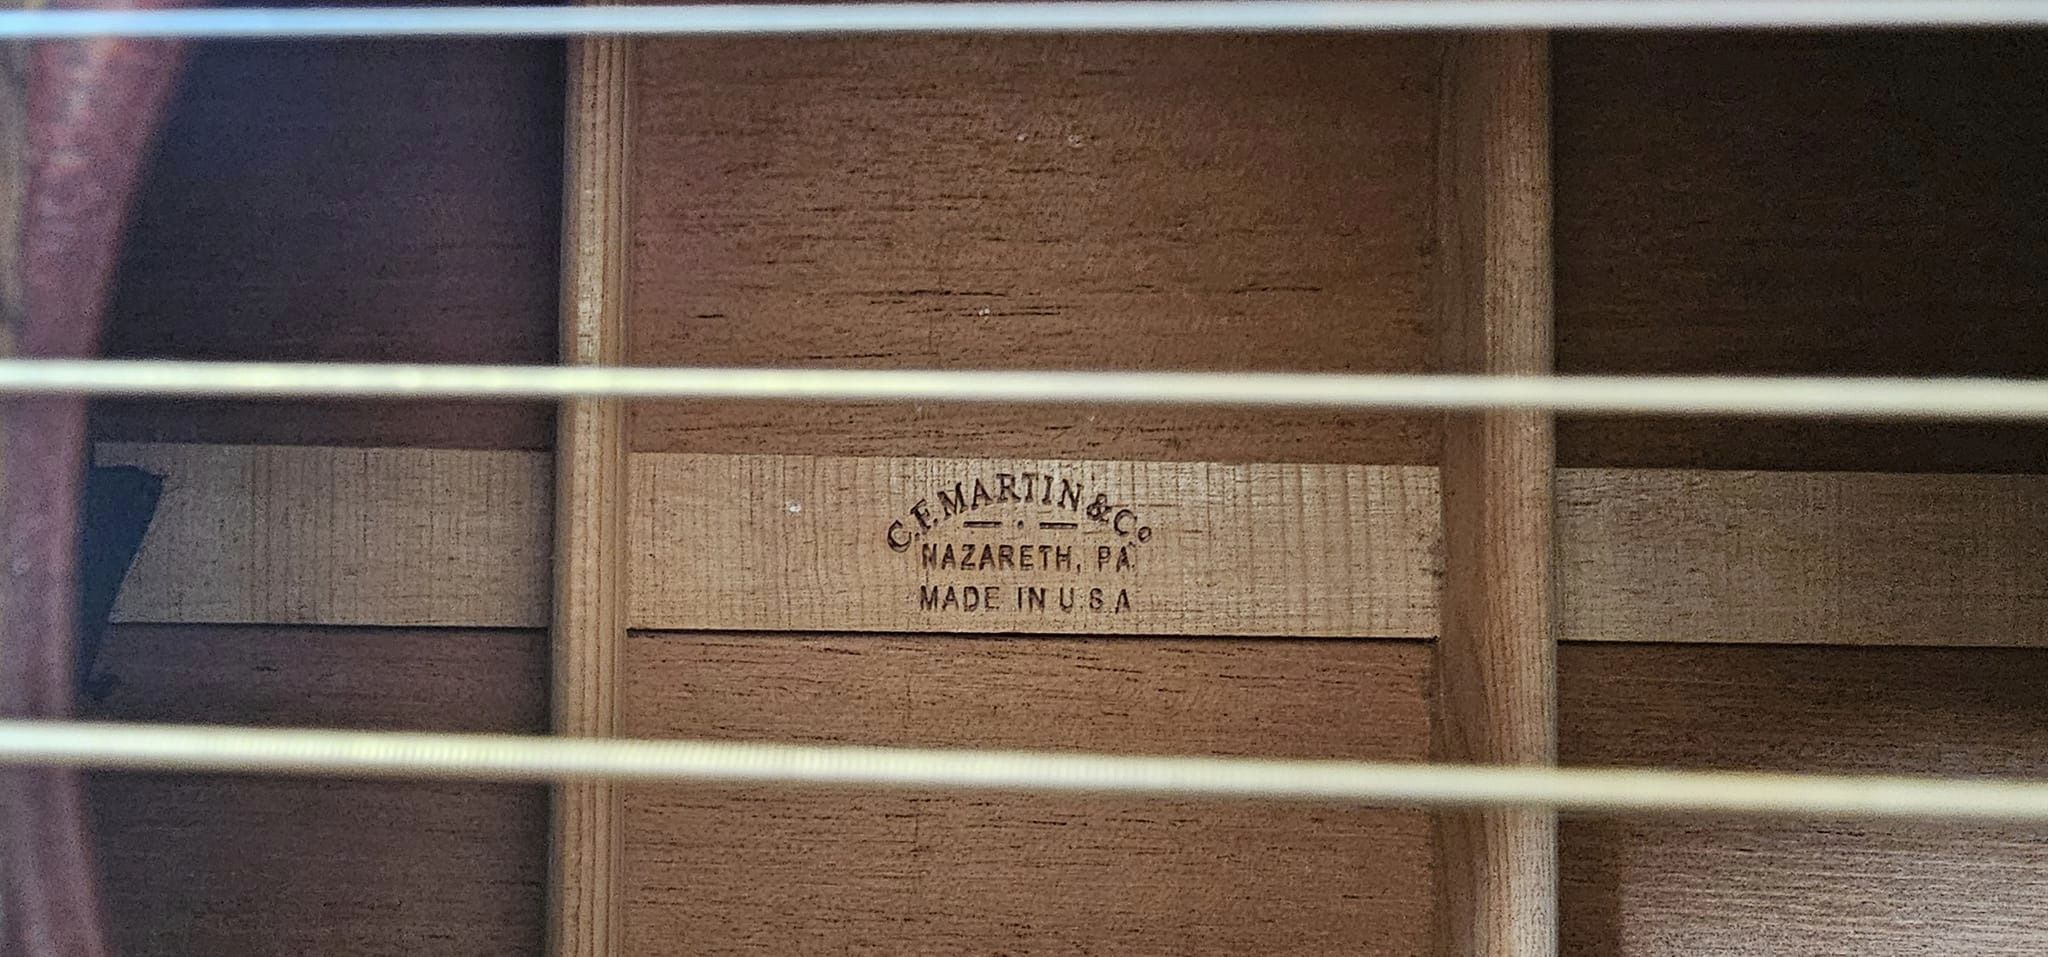 C.F. MARTIN & Co
NAZARETH, PA.
MADE IN U.S.A